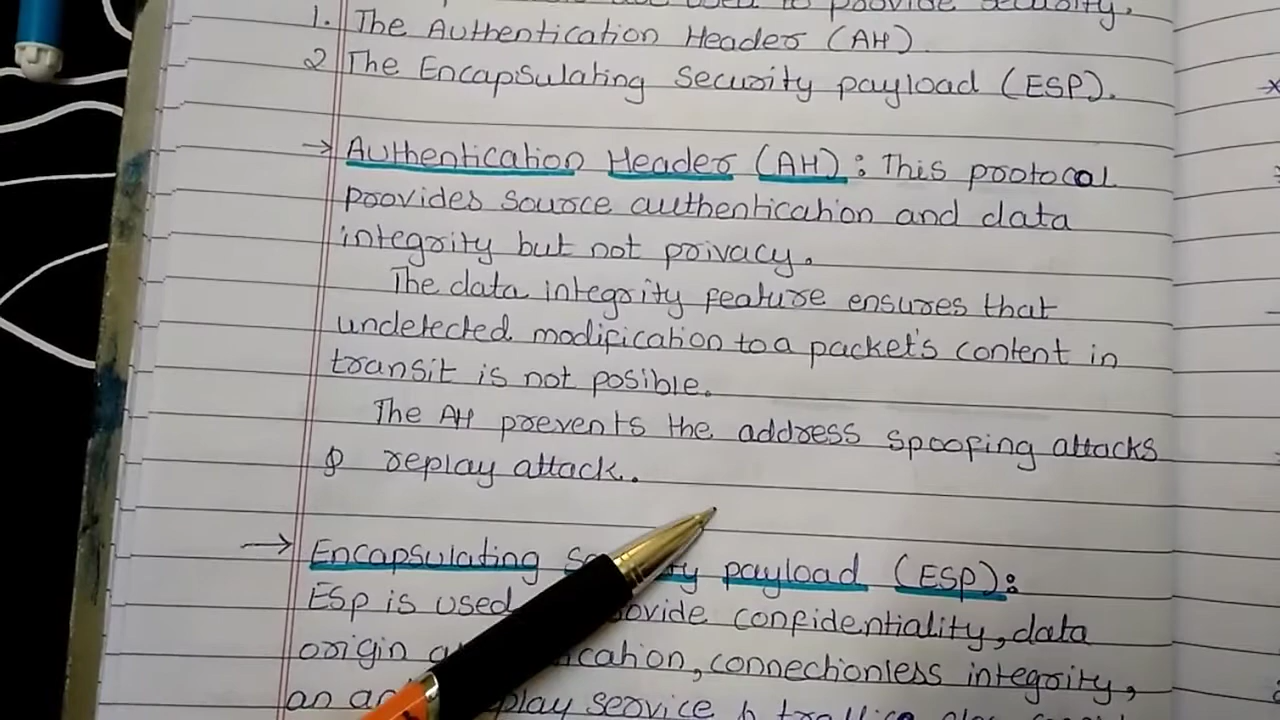 provide security.
1. The Authentication Header (AH)
2 The Encapsulating Security payload (ESP).
→ Authentication Header (AH) : This protocol
provides source authentication and data
integrity but not privacy.
The data integrity feature ensures that
undetected modification to a packet's content in
transit is not posible.
The AH prevents the address spoofing attacks
& replay attack.
→ Encapsulating payload (ESP):
ESP is used confidentiality, data
origin connectionless integrity,
an service